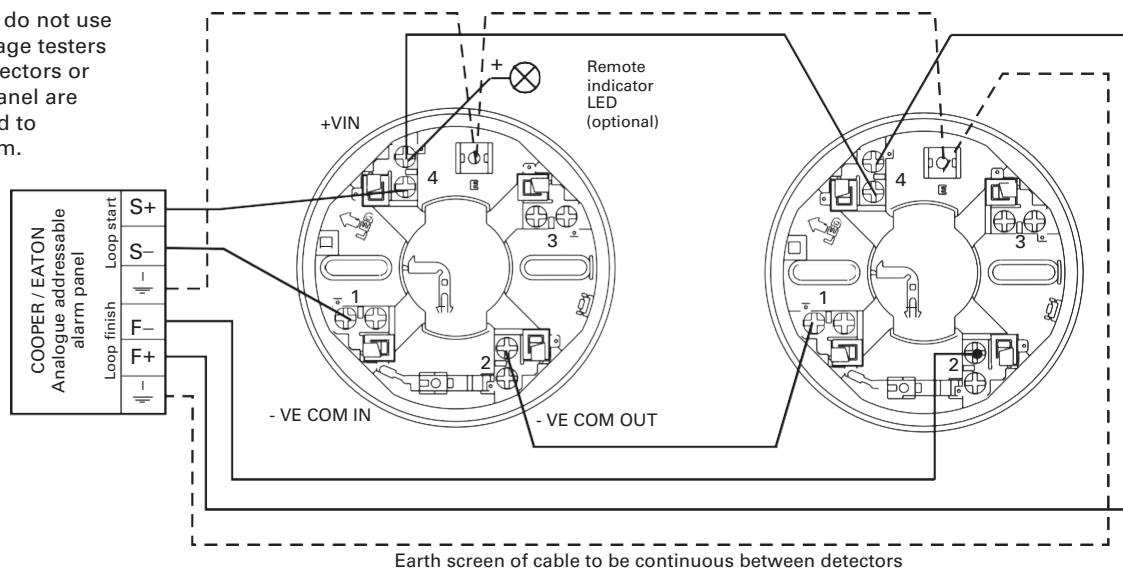 do not use
age testers
ectors or
anel are
d to
m.
+
Remote
indicator
LED
(optional)
+VIN
4
E
LED
3
1
2
- VE COM IN
- VE COM OUT
4
E
LED
3
1
2
COOPER / EATON
Analogue addressable
alarm panel
Loop start
Loop finish
S+
S–
F–
F+
Earth screen of cable to be continuous between detectors